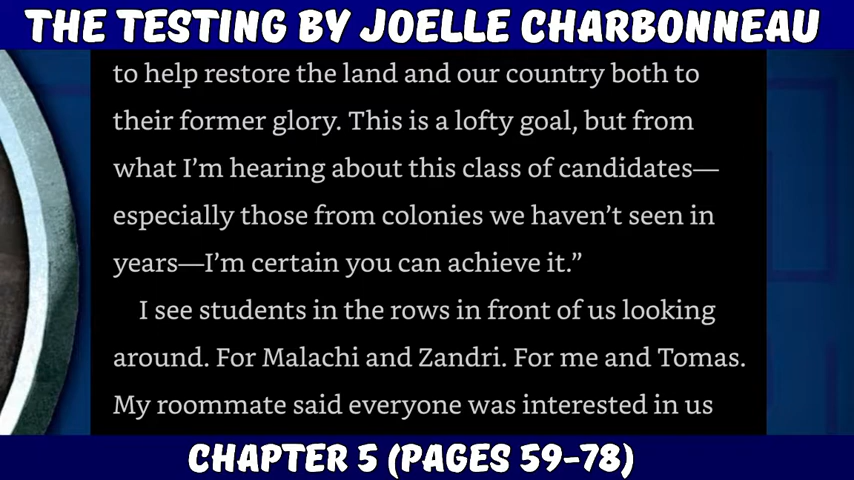 THE TESTING BY JOELLE CHARBONNEAU
to help restore the land and our country both to
their former glory. This is a lofty goal, but from
what I’m hearing about this class of candidates—
especially those from colonies we haven’t seen in
years—I’m certain you can achieve it.”
I see students in the rows in front of us looking
around. For Malachi and Zandri. For me and Tomas.
My roommate said everyone was interested in us
CHAPTER 5 (PAGES 59-78)